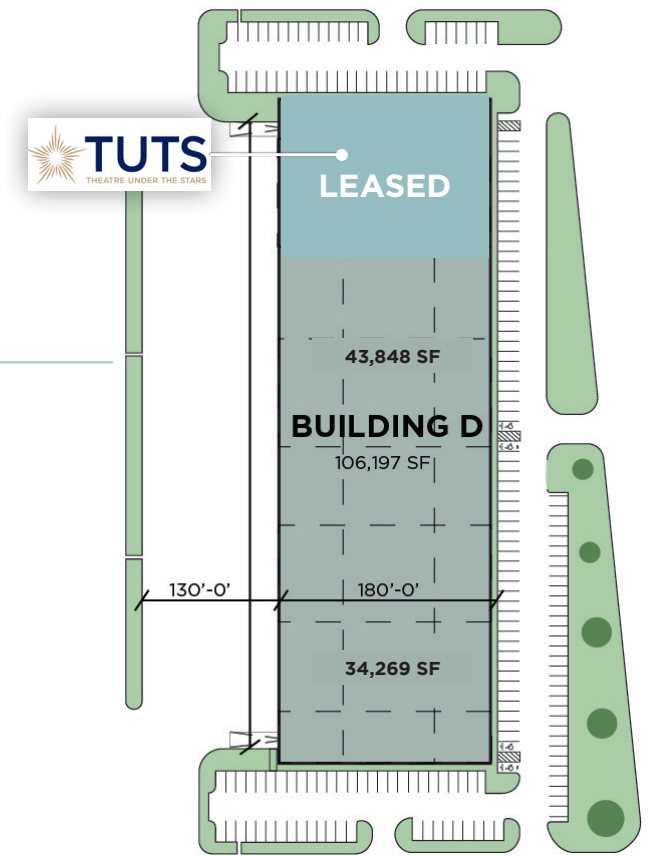 TUTS
THEATRE UNDER THE STARS
LEASED
43,848 SF
BUILDING D
106,197 SF
130'-0'
180'-0'
34,269 SF